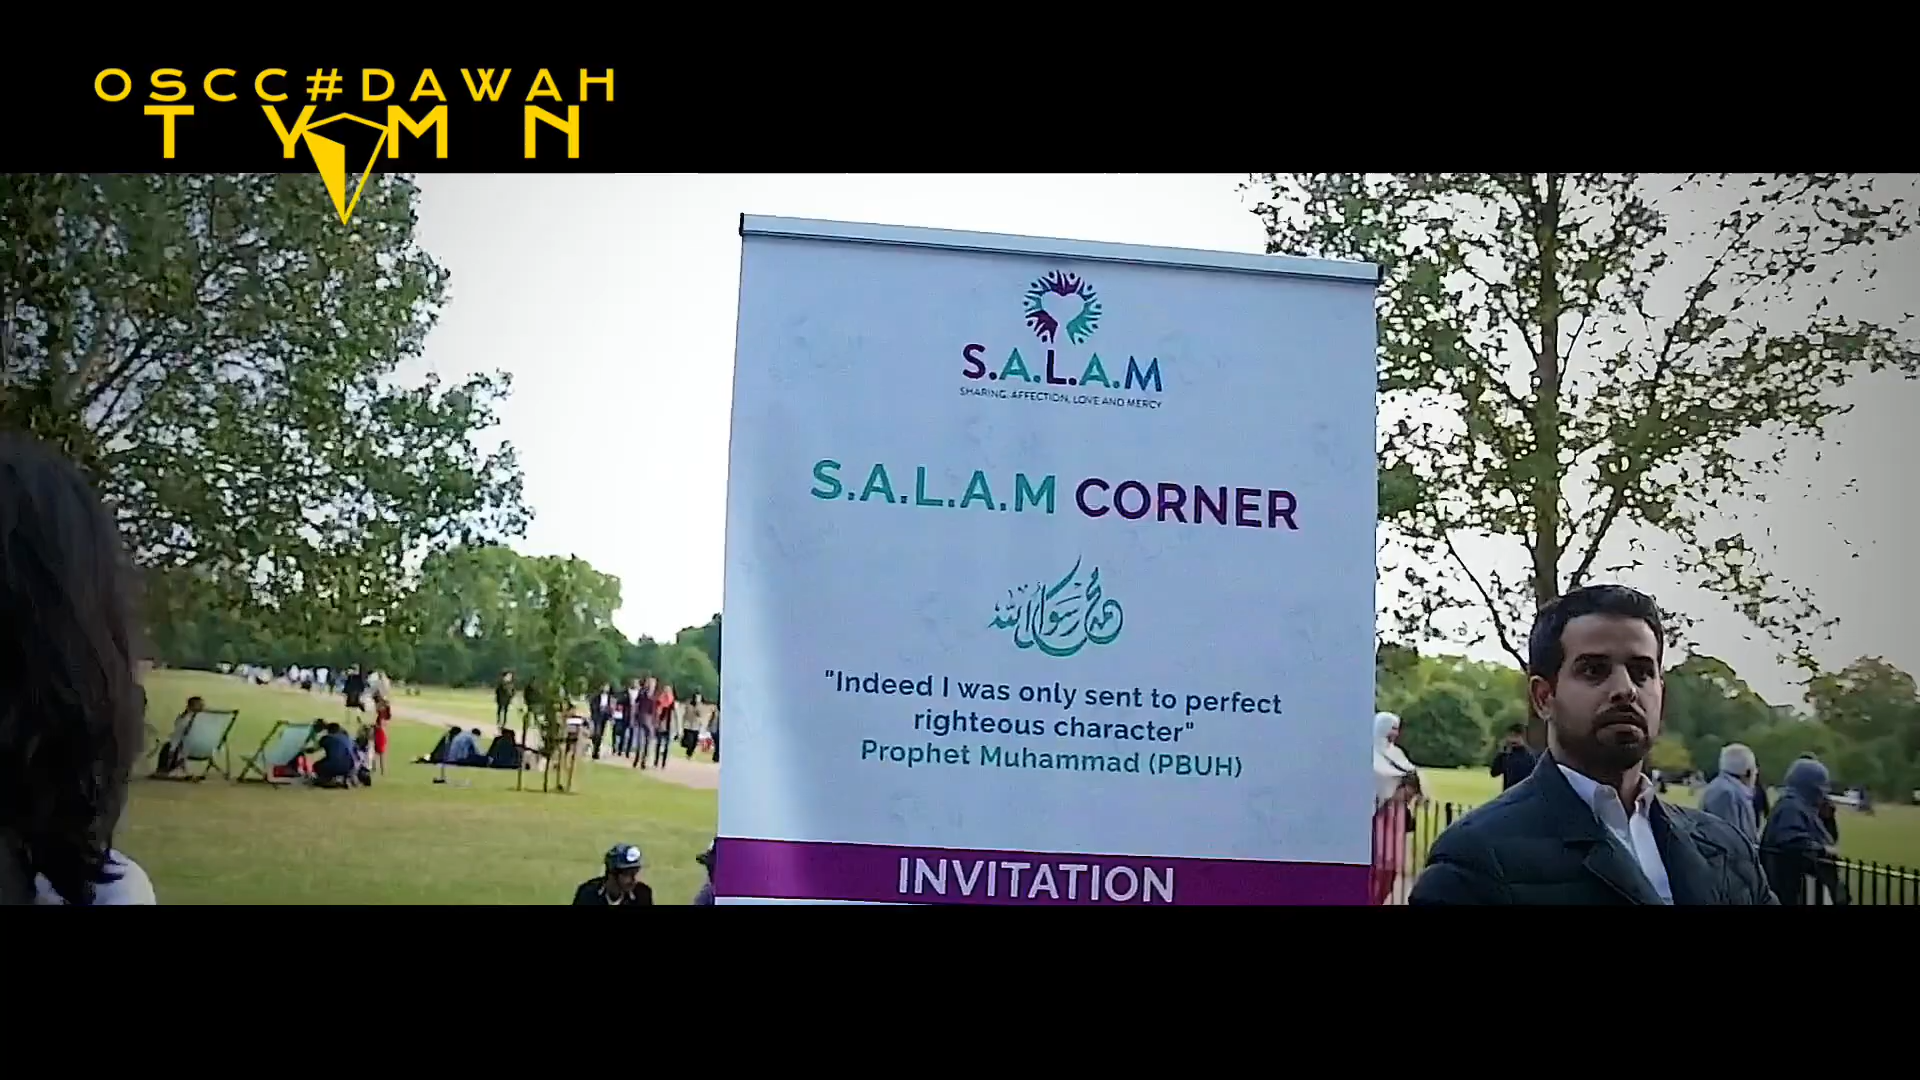 OSCC#DAWAH
TYMN
S.A.L.A.M
SHARING, AFFECTION, LOVE AND MERCY
S.A.L.A.M CORNER
محمد رسول الله
"Indeed I was only sent to perfect
righteous character"
Prophet Muhammad (PBUH)
INVITATION